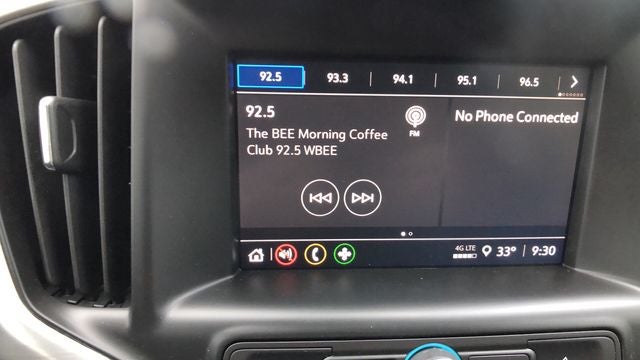 92.5 93.3 94.1 95.1 96.5
92.5
The BEE Morning Coffee
Club 92.5 WBEE
FM
No Phone Connected
4G LTE
33° 9:30